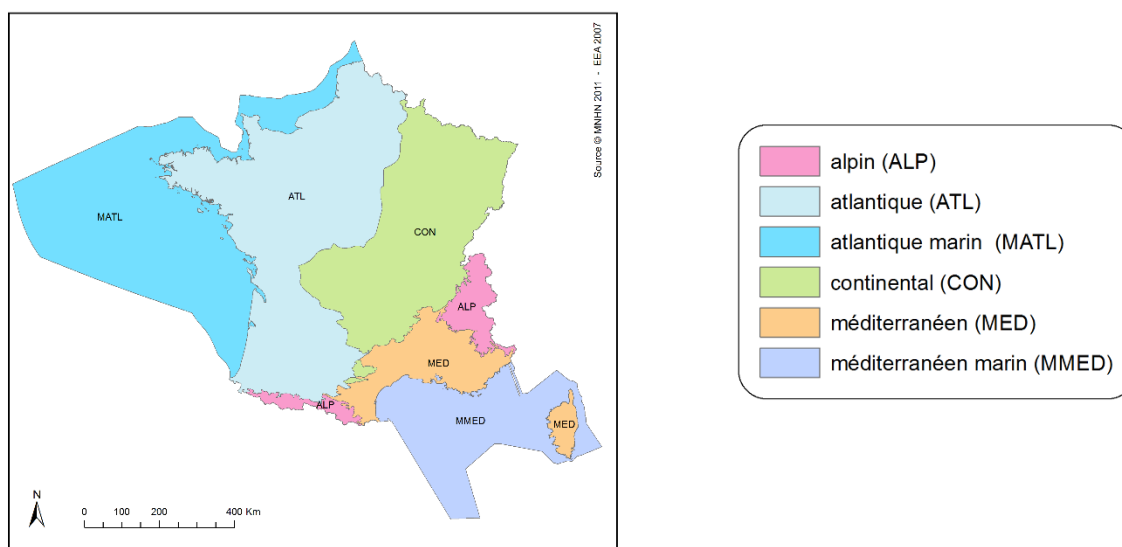 Source © MNHN 2011 - EEA 2007
MATL
ATL
CON
ALP
MED
ALP
MMED
MED
N
0 100 200 400 Km
alpin (ALP)
atlantique (ATL)
atlantique marin (MATL)
continental (CON)
méditerranéen (MED)
méditerranéen marin (MMED)